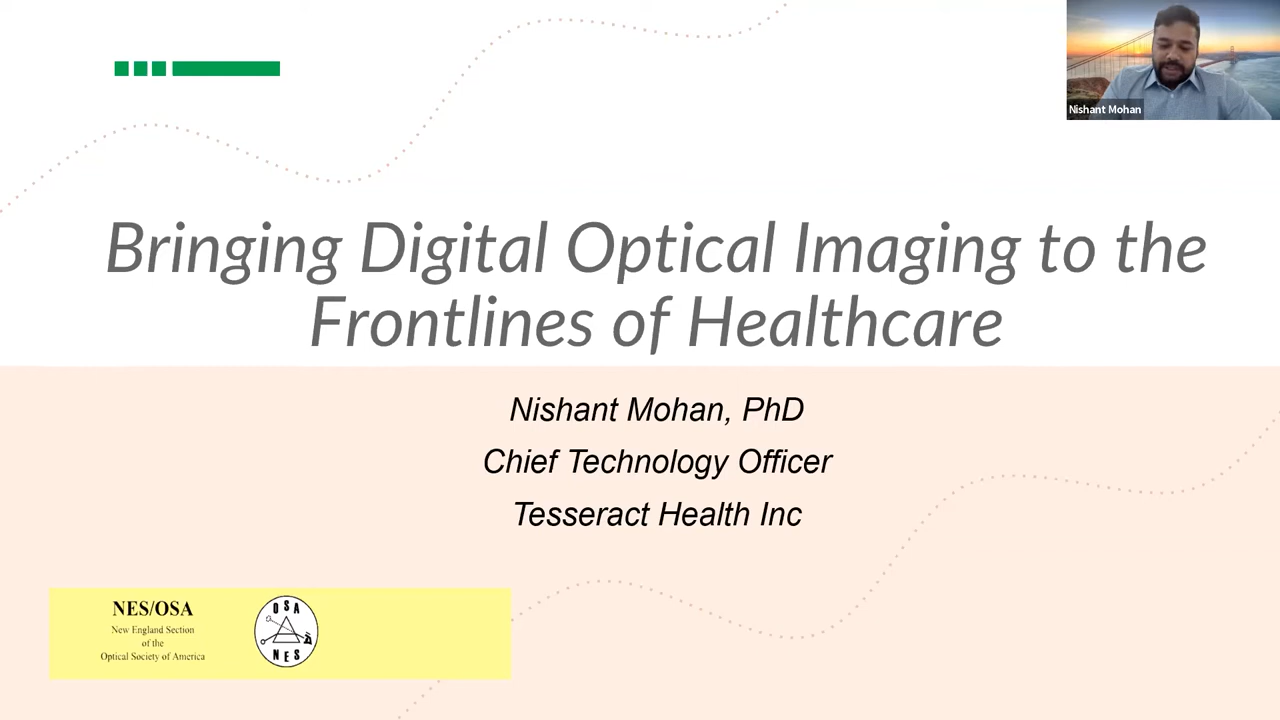 Nishant Mohan
Bringing Digital Optical Imaging to the
Frontlines of Healthcare
Nishant Mohan, PhD
Chief Technology Officer
Tesseract Health Inc
NES/OSA
New England Section
of the
Optical Society of America
OSA
NES